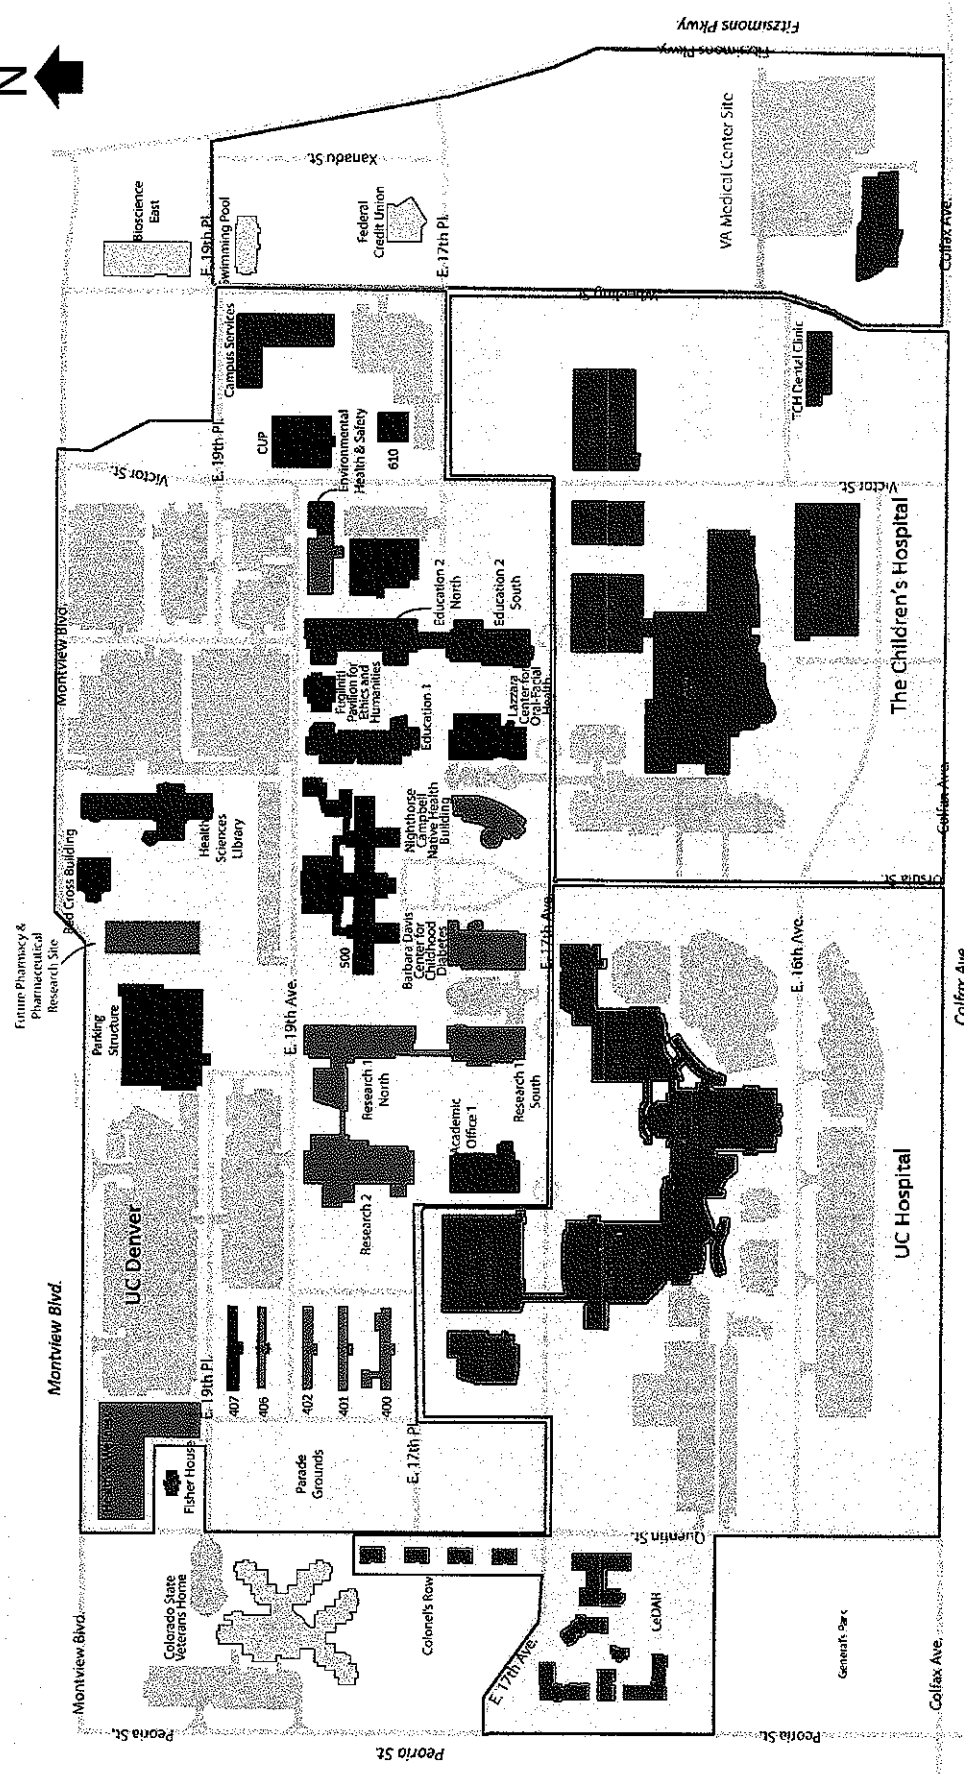 N
Montview Blvd.
Future Pharmacy &
Pharmaceutical
Research Site
Montview Blvd.
Red Cross Building
Montview Blvd.
Colorado State
Veterans Home
Fisher House
UC Denver
Parking
Structure
Health
Sciences
Library
Victor St.
Bioscience
East
E. 19th Pl.
E. 19th Pl.
E. 19th Pl.
Swimming Pool
Xanadu St.
Federal
Credit Union
E. 17th Pl.
Campus Services
CUP
Environmental
Health & Safety
610
407
406
402
401
400
Parade
Grounds
E. 17th Pl.
Colonel's Row
E. 19th Ave.
E. 19th Ave.
Research 2
Research 1
North
Academic
Office 1
Research 1
South
500
Barbara Davis
Center for
Childhood
Diabetes
Nighthorse
Campbell
Native Health
Building
Education 1
Fulginiti
Pavilion for
Ethics and
Humanities
Lazzara
Center for
Oral-Facial
Health
Education 2
North
Education 2
South
E. 17th Ave.
E. 17th Ave.
Peoria St.
Peoria St.
Peoria St.
Quentin St.
CeDAR
General's Park
UC Hospital
E. 16th Ave.
Ursula St.
The Children's Hospital
Victor St.
TCH Dental Clinic
VA Medical Center Site
Fitzsimons Pkwy.
Fitzsimons Pkwy.
Colfax Ave.
Colfax Ave.
Colfax Ave.
Colfax Ave.